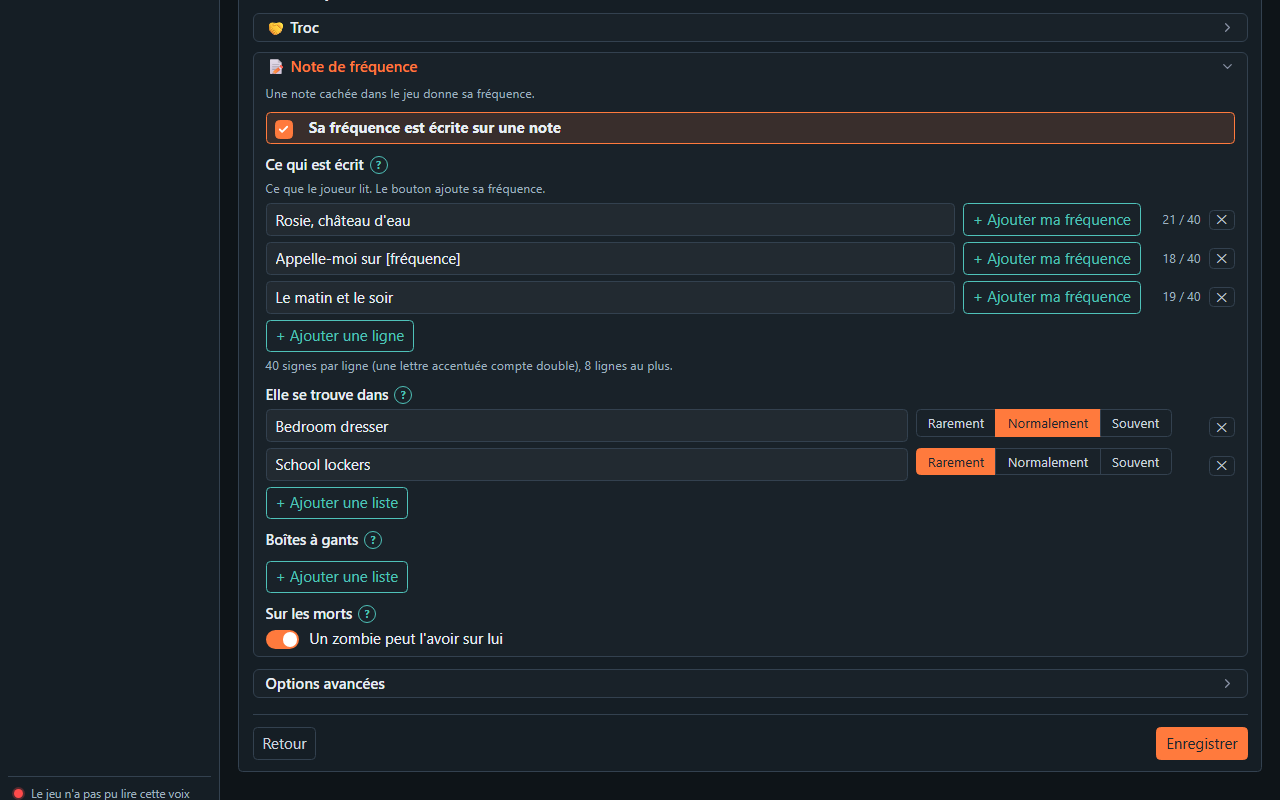 Troc
Note de fréquence
Une note cachée dans le jeu donne sa fréquence.
Sa fréquence est écrite sur une note
Ce qui est écrit ?
Ce que le joueur lit. Le bouton ajoute sa fréquence.
Rosie, château d'eau + Ajouter ma fréquence 21 / 40
Appelle-moi sur [fréquence] + Ajouter ma fréquence 18 / 40
Le matin et le soir + Ajouter ma fréquence 19 / 40
+ Ajouter une ligne
40 signes par ligne (une lettre accentuée compte double), 8 lignes au plus.
Elle se trouve dans ?
Bedroom dresser Rarement Normalement Souvent
School lockers Rarement Normalement Souvent
+ Ajouter une liste
Boîtes à gants ?
+ Ajouter une liste
Sur les morts ?
Un zombie peut l'avoir sur lui
Options avancées
Retour Enregistrer
Le jeu n'a pas pu lire cette voix